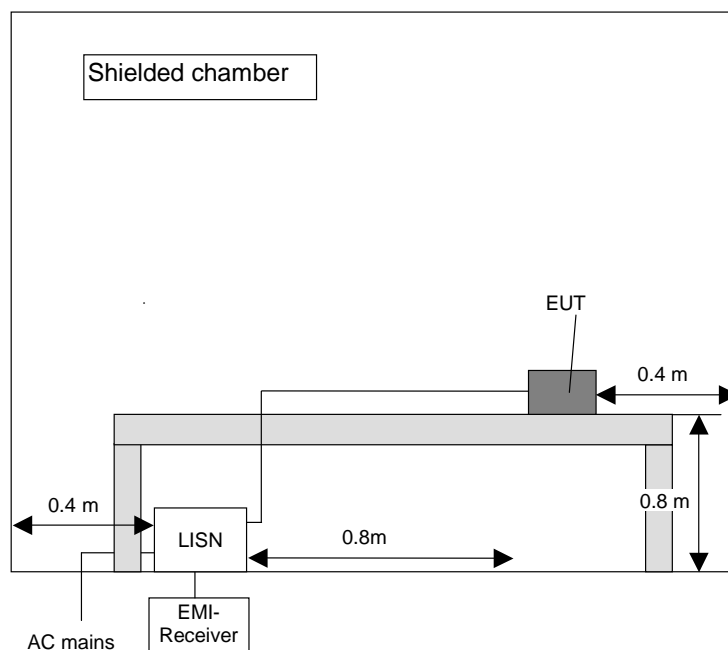 Shielded chamber
EUT
0.4 m
0.4 m
0.8 m
LISN
0.8m
EMI-
Receiver
AC mains